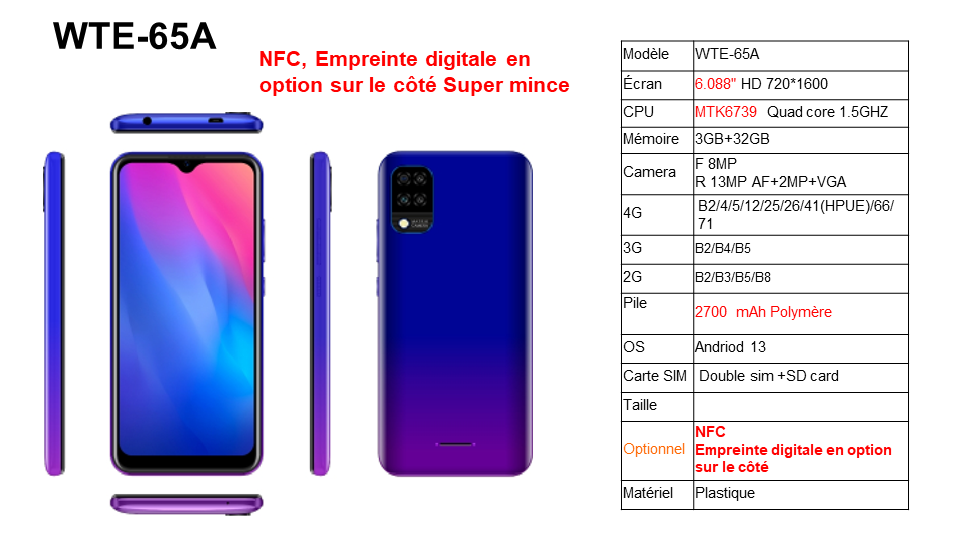 WTE-65A
NFC, Empreinte digitale en
option sur le côté Super mince
Modèle WTE-65A
Écran 6.088" HD 720*1600
CPU MTK6739 Quad core 1.5GHZ
Mémoire 3GB+32GB
Camera F 8MP
R 13MP AF+2MP+VGA
4G B2/4/5/12/25/26/41(HPUE)/66/
71
3G B2/B4/B5
2G B2/B3/B5/B8
Pile 2700 mAh Polymère
OS Andriod 13
Carte SIM Double sim +SD card
Taille
Optionnel NFC
Empreinte digitale en option
sur le côté
Matériel Plastique